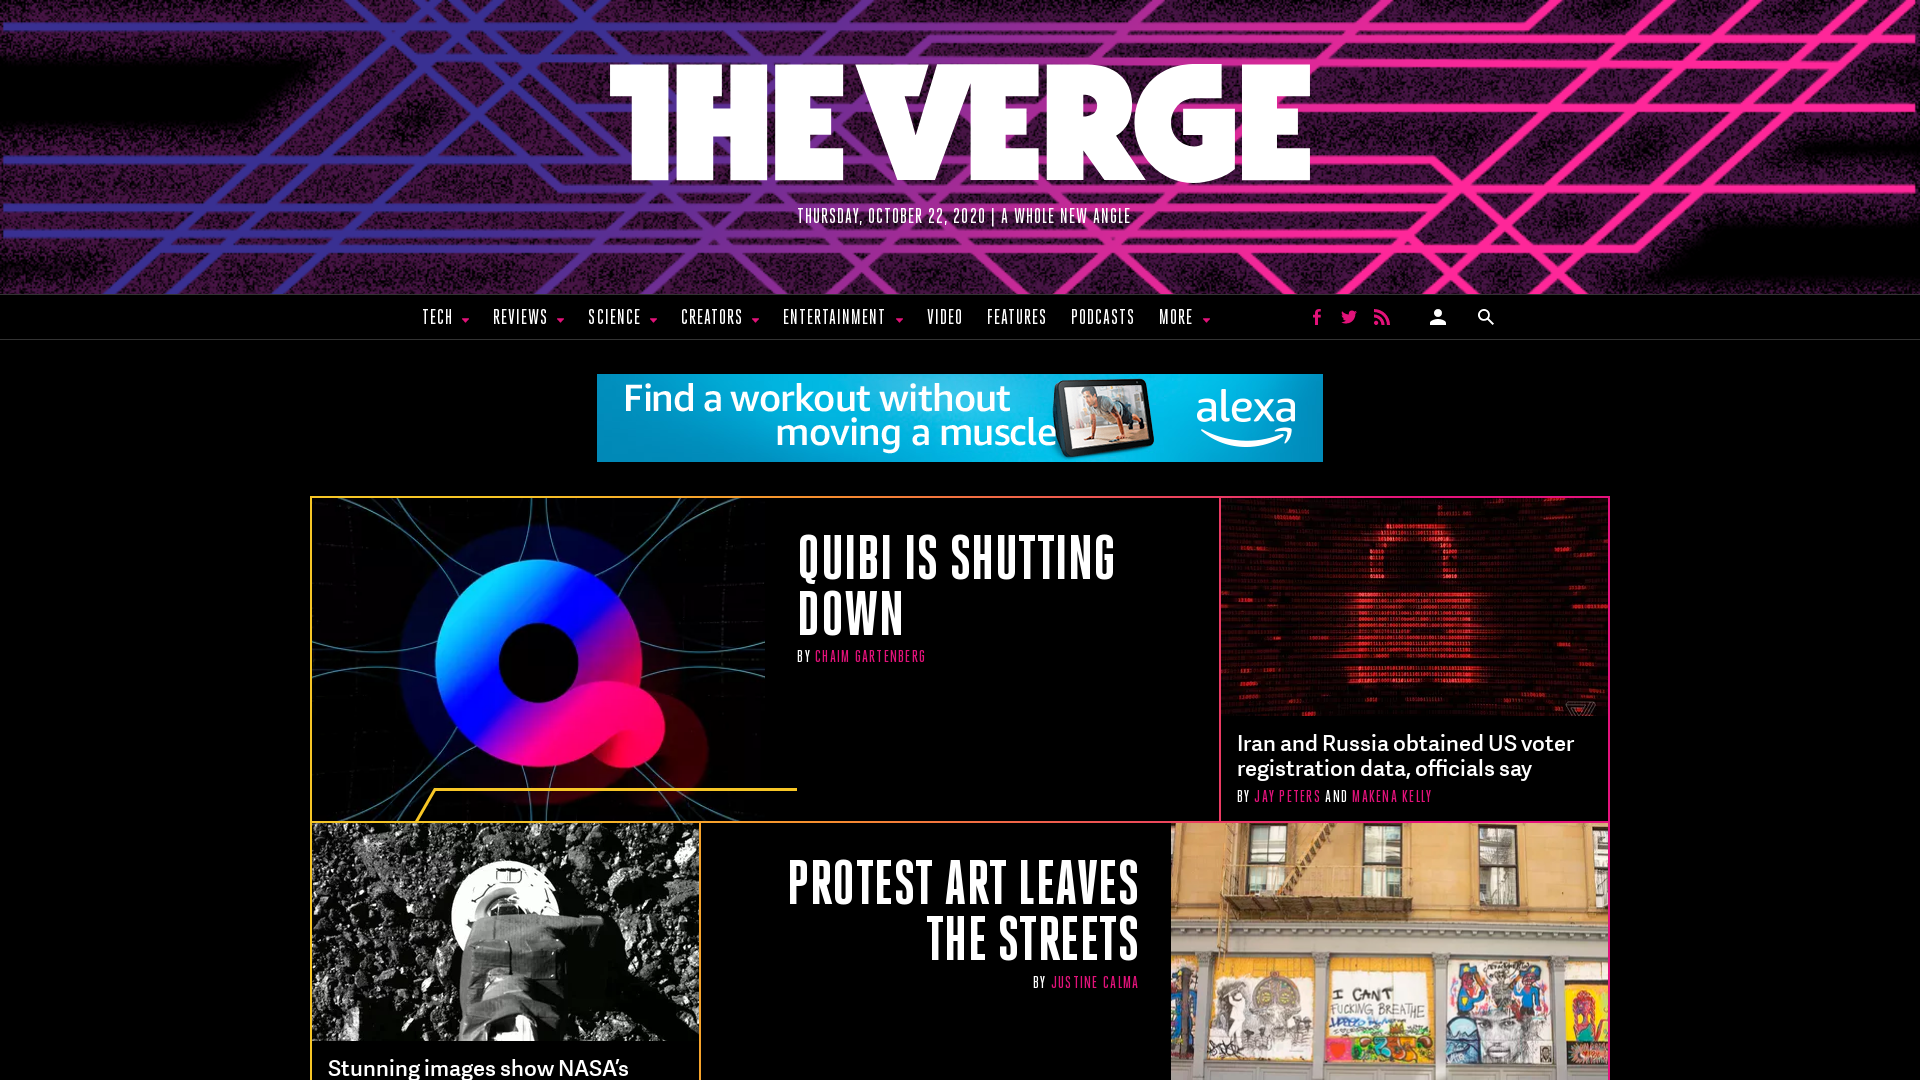 THE VERGE
THURSDAY, OCTOBER 22, 2020 | A WHOLE NEW ANGLE
TECH REVIEWS SCIENCE CREATORS ENTERTAINMENT VIDEO FEATURES PODCASTS MORE
Find a workout without
moving a muscle
alexa
QUIBI IS SHUTTING
DOWN
BY CHAIM GARTENBERG
Iran and Russia obtained US voter
registration data, officials say
BY JAY PETERS AND MAKENA KELLY
PROTEST ART LEAVES
THE STREETS
BY JUSTINE CALMA
I CANT
FUCKING BREATHE
Stunning images show NASA’s